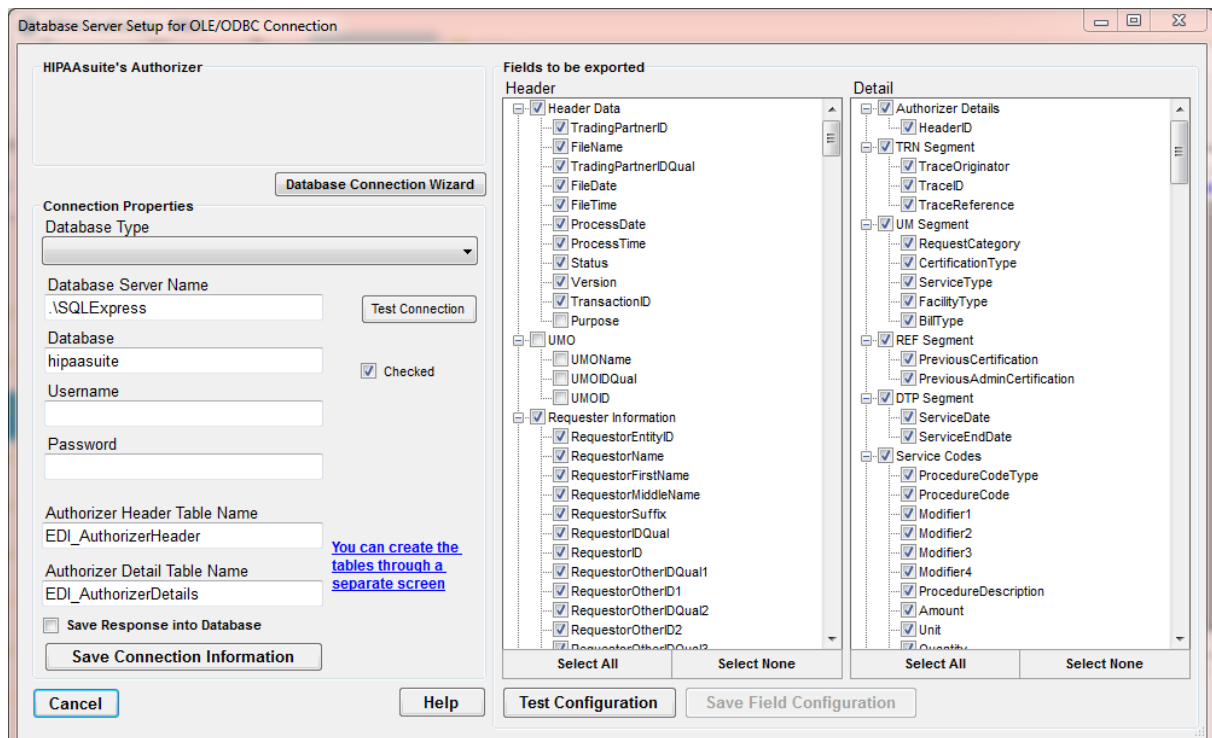 Database Server Setup for OLE/ODBC Connection
HIPAAsuite's Authorizer
Database Connection Wizard
Connection Properties
Database Type
Database Server Name
.\SQLExpress
Test Connection
Database
hipaasuite
Checked
Username
Password
Authorizer Header Table Name
EDI_AuthorizerHeader
You can create the
tables through a
separate screen
Authorizer Detail Table Name
EDI_AuthorizerDetails
Save Response into Database
Save Connection Information
Cancel
Help
Fields to be exported
Header
Header Data
TradingPartnerID
FileName
TradingPartnerIDQual
FileDate
FileTime
ProcessDate
ProcessTime
Status
Version
TransactionID
Purpose
UMO
UMOName
UMOIDQual
UMOID
Requester Information
RequestorEntityID
RequestorName
RequestorFirstName
RequestorMiddleName
RequestorSuffix
RequestorIDQual
RequestorID
RequestorOtherIDQual1
RequestorOtherID1
RequestorOtherIDQual2
RequestorOtherID2
RequestorOtherIDQual3
Select All
Select None
Detail
Authorizer Details
HeaderID
TRN Segment
TraceOriginator
TraceID
TraceReference
UM Segment
RequestCategory
CertificationType
ServiceType
FacilityType
BillType
REF Segment
PreviousCertification
PreviousAdminCertification
DTP Segment
ServiceDate
ServiceEndDate
Service Codes
ProcedureCodeType
ProcedureCode
Modifier1
Modifier2
Modifier3
Modifier4
ProcedureDescription
Amount
Unit
Quantity
Select All
Select None
Test Configuration
Save Field Configuration